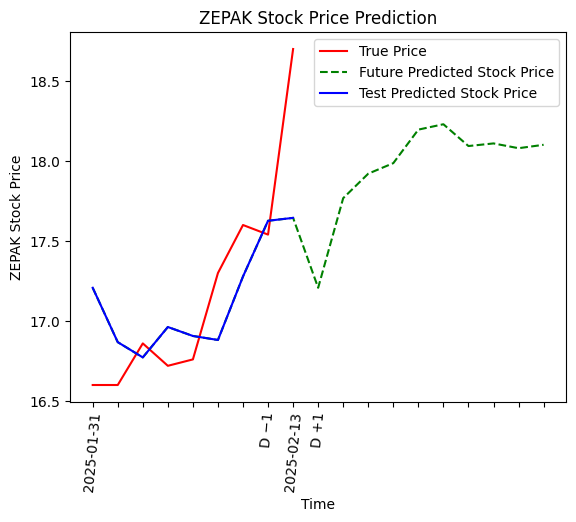 ZEPAK Stock Price Prediction
True Price
Future Predicted Stock Price
Test Predicted Stock Price
ZEPAK Stock Price
18.5
18.0
17.5
17.0
16.5
2025-01-31
D −1
2025-02-13
D +1
Time